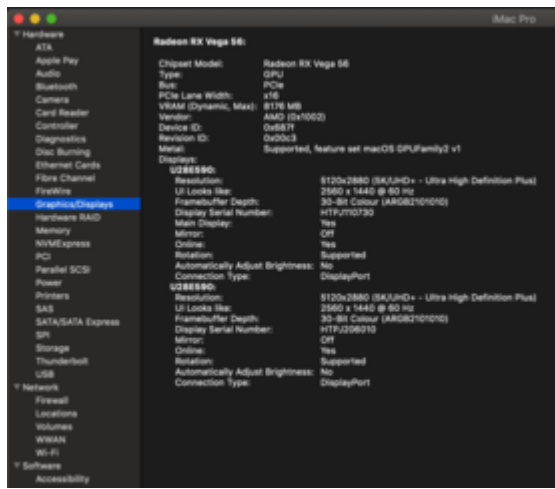 iMac Pro
Hardware
ATA
Apple Pay
Audio
Bluetooth
Camera
Card Reader
Controller
Diagnostics
Disc Burning
Ethernet Cards
Fibre Channel
FireWire
Graphics/Displays
Hardware RAID
Memory
NVMExpress
PCI
Parallel SCSI
Power
Printers
SAS
SATA/SATA Express
SPI
Storage
Thunderbolt
USB
Network
Firewall
Locations
Volumes
WWAN
Wi-Fi
Software
Accessibility
Radeon RX Vega 56:
Chipset Model: Radeon RX Vega 56
Type: GPU
Bus: PCIe
PCIe Lane Width: x16
VRAM (Dynamic, Max): 8176 MB
Vendor: AMD (0x1002)
Device ID: 0x687f
Revision ID: 0x00c3
Metal: Supported, feature set macOS GPUFamily2 v1
Displays:
U28E590:
Resolution: 5120x2880 (5K/UHD+ - Ultra High Definition Plus)
UI Looks like: 2560 x 1440 @ 60 Hz
Framebuffer Depth: 30-Bit Colour (ARGB2101010)
Display Serial Number: HTPJ110730
Main Display: Yes
Mirror: Off
Online: Yes
Rotation: Supported
Automatically Adjust Brightness: No
Connection Type: DisplayPort
U28E590:
Resolution: 5120x2880 (5K/UHD+ - Ultra High Definition Plus)
UI Looks like: 2560 x 1440 @ 60 Hz
Framebuffer Depth: 30-Bit Colour (ARGB2101010)
Display Serial Number: HTPJ206010
Mirror: Off
Online: Yes
Rotation: Supported
Automatically Adjust Brightness: No
Connection Type: DisplayPort